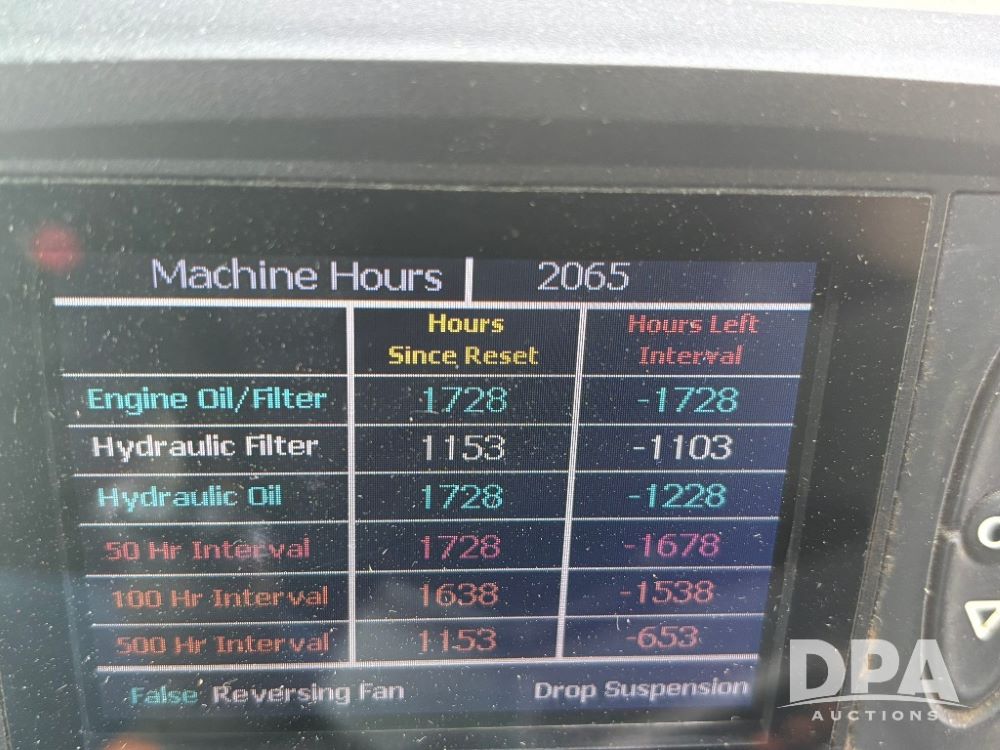 Machine Hours 2065
Hours Since Reset Hours Left Interval
Engine Oil/Filter 1728 -1728
Hydraulic Filter 1153 -1103
Hydraulic Oil 1728 -1228
50 Hr Interval 1728 -1678
100 Hr Interval 1638 -1538
500 Hr Interval 1153 -653
False Reversing Fan Drop Suspension
DPA
AUCTIONS